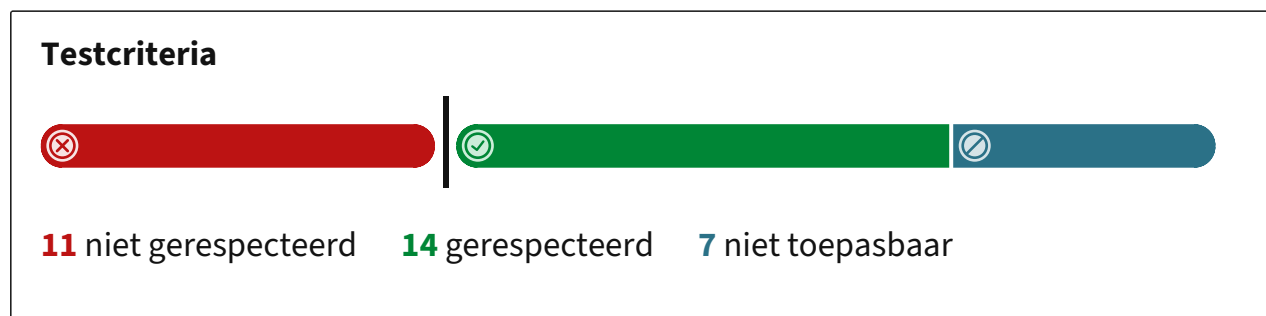 Testcriteria
11 niet gerespecteerd 14 gerespecteerd 7 niet toepasbaar